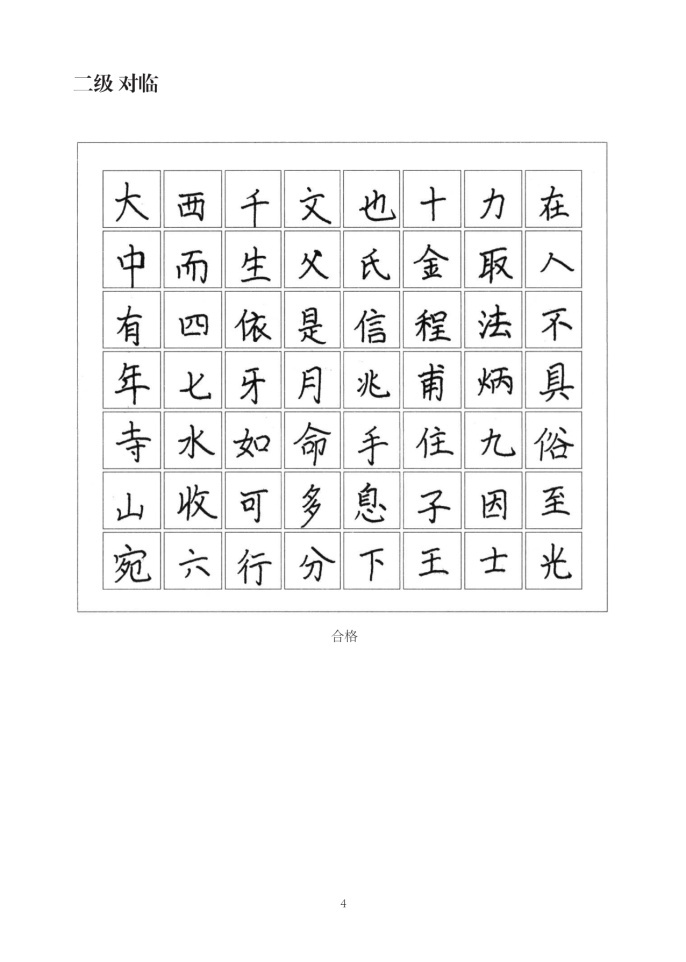 二级 对临
大西千文也十力在
中而生父氏金取人
有四依是信程法不
年七牙月兆甫炳具
寺水如命手住九俗
山收可多息子因至
宛六行分下王士光
合格
4